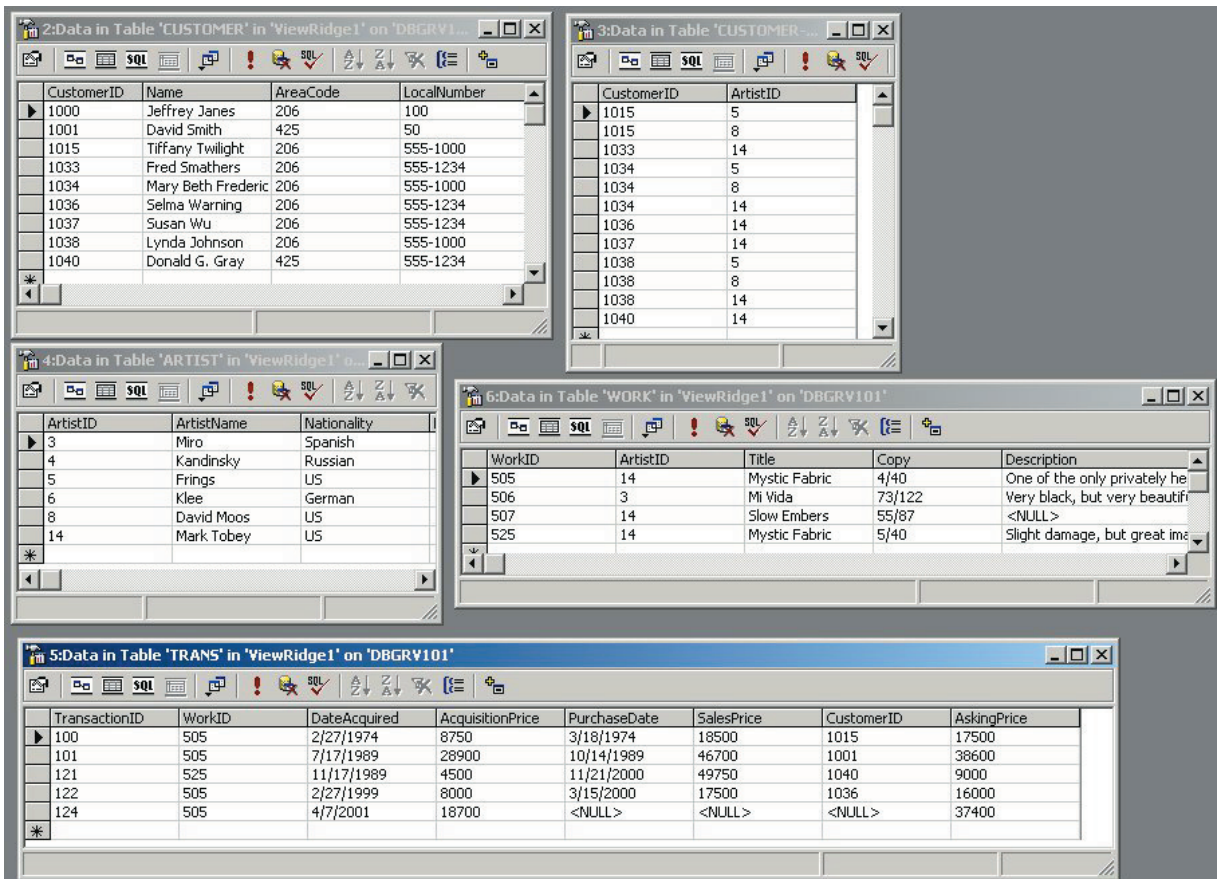 2:Data in Table 'CUSTOMER' in 'ViewRidge1' on 'DBGRV1...
SQL SQL
CustomerID Name AreaCode LocalNumber
1000 Jeffrey Janes 206 100
1001 David Smith 425 50
1015 Tiffany Twilight 206 555-1000
1033 Fred Smathers 206 555-1234
1034 Mary Beth Frederic 206 555-1000
1036 Selma Warning 206 555-1234
1037 Susan Wu 206 555-1234
1038 Lynda Johnson 206 555-1000
1040 Donald G. Gray 425 555-1234
3:Data in Table 'CUSTOMER-...
SQL SQL
CustomerID ArtistID
1015 5
1015 8
1033 14
1034 5
1034 8
1034 14
1036 14
1037 14
1038 5
1038 8
1038 14
1040 14
4:Data in Table 'ARTIST' in 'ViewRidge1' o...
SQL SQL
ArtistID ArtistName Nationality
3 Miro Spanish
4 Kandinsky Russian
5 Frings US
6 Klee German
8 David Moos US
14 Mark Tobey US
6:Data in Table 'WORK' in 'ViewRidge1' on 'DBGRV101'
SQL SQL
WorkID ArtistID Title Copy Description
505 14 Mystic Fabric 4/40 One of the only privately he
506 3 Mi Vida 73/122 Very black, but very beautifu
507 14 Slow Embers 55/87 <NULL>
525 14 Mystic Fabric 5/40 Slight damage, but great ima
5:Data in Table 'TRANS' in 'ViewRidge1' on 'DBGRV101'
SQL SQL
TransactionID WorkID DateAcquired AcquisitionPrice PurchaseDate SalesPrice CustomerID AskingPrice
100 505 2/27/1974 8750 3/18/1974 18500 1015 17500
101 505 7/17/1989 28900 10/14/1989 46700 1001 38600
121 525 11/17/1989 4500 11/21/2000 49750 1040 9000
122 505 2/27/1999 8000 3/15/2000 17500 1036 16000
124 505 4/7/2001 18700 <NULL> <NULL> <NULL> 37400